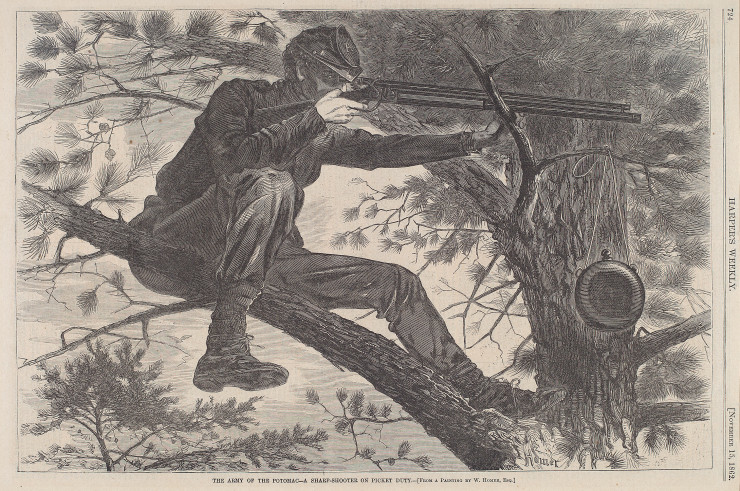 724
HARPER'S WEEKLY.
[November 15, 1862.
Homer
THE ARMY OF THE POTOMAC—A SHARP-SHOOTER ON PICKET DUTY.—[From a Painting by W. Homer, Esq.]